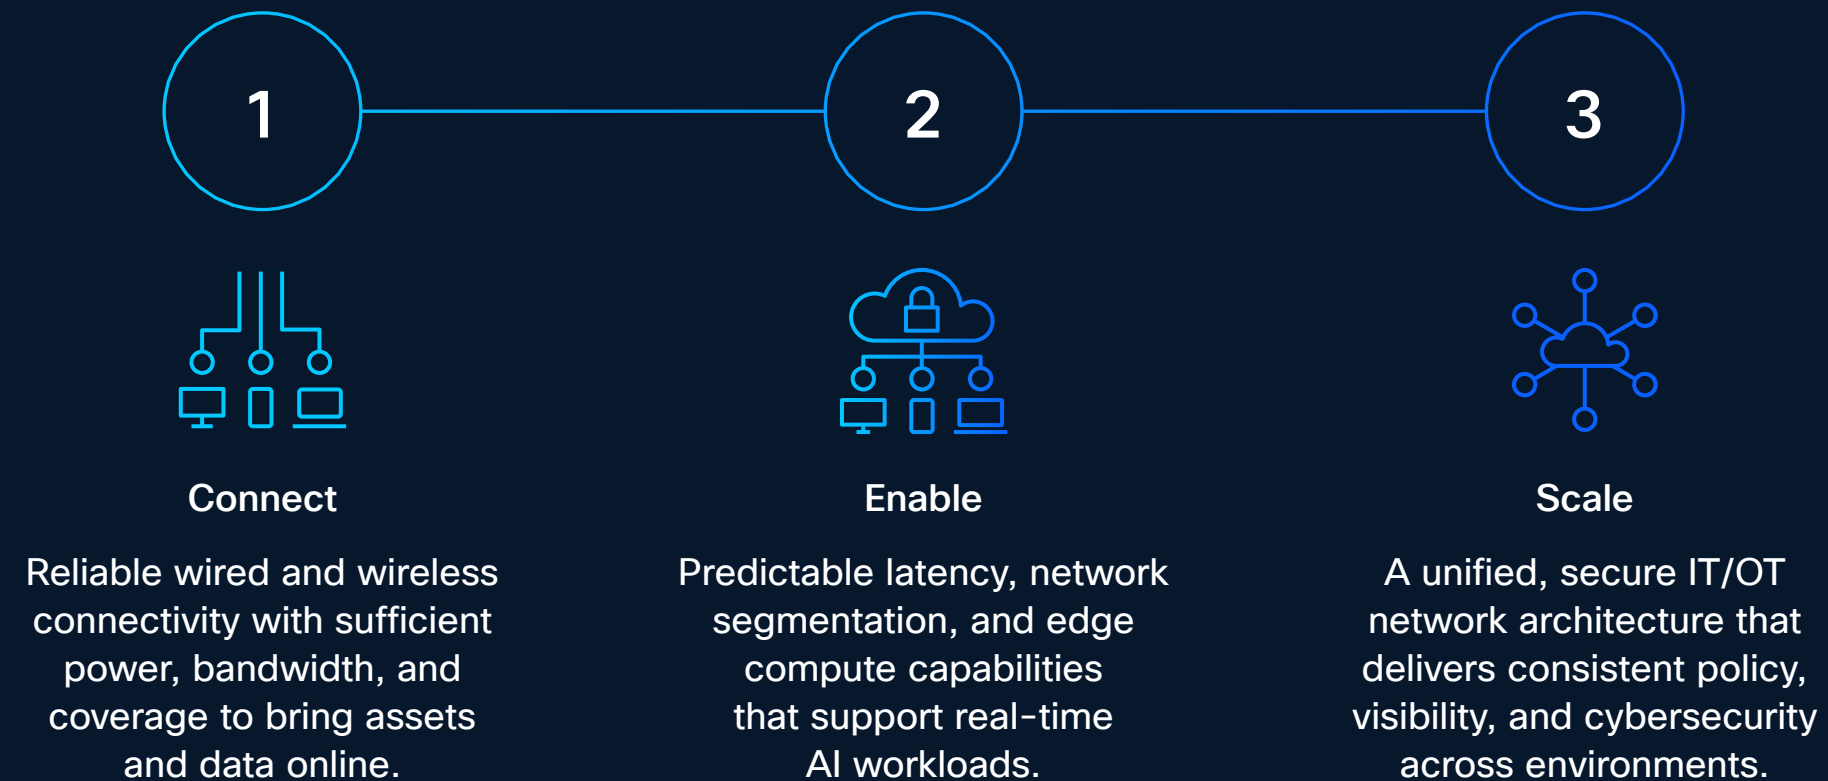 1
2
3
Connect
Reliable wired and wireless
connectivity with sufficient
power, bandwidth, and
coverage to bring assets
and data online.
Enable
Predictable latency, network
segmentation, and edge
compute capabilities
that support real-time
AI workloads.
Scale
A unified, secure IT/OT
network architecture that
delivers consistent policy,
visibility, and cybersecurity
across environments.